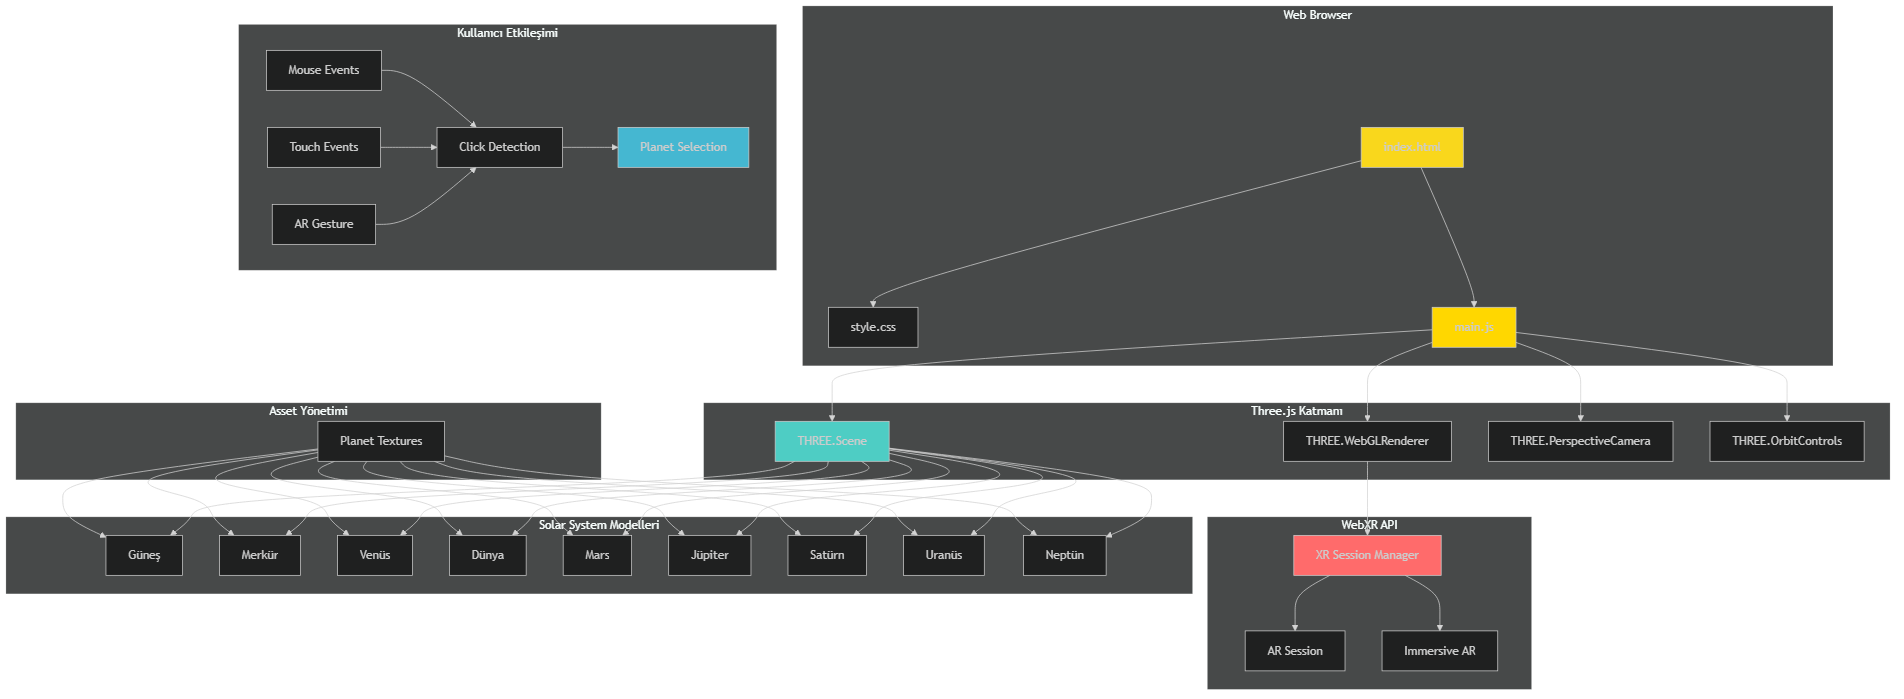 Kullanıcı Etkileşimi
Mouse Events
Touch Events
Click Detection
Planet Selection
AR Gesture
Web Browser
index.html
style.css
main.js
Asset Yönetimi
Planet Textures
Three.js Katmanı
THREE.Scene
THREE.WebGLRenderer
THREE.PerspectiveCamera
THREE.OrbitControls
Solar System Modelleri
Güneş
Merkür
Venüs
Dünya
Mars
Jüpiter
Satürn
Uranüs
Neptün
WebXR API
XR Session Manager
AR Session
Immersive AR